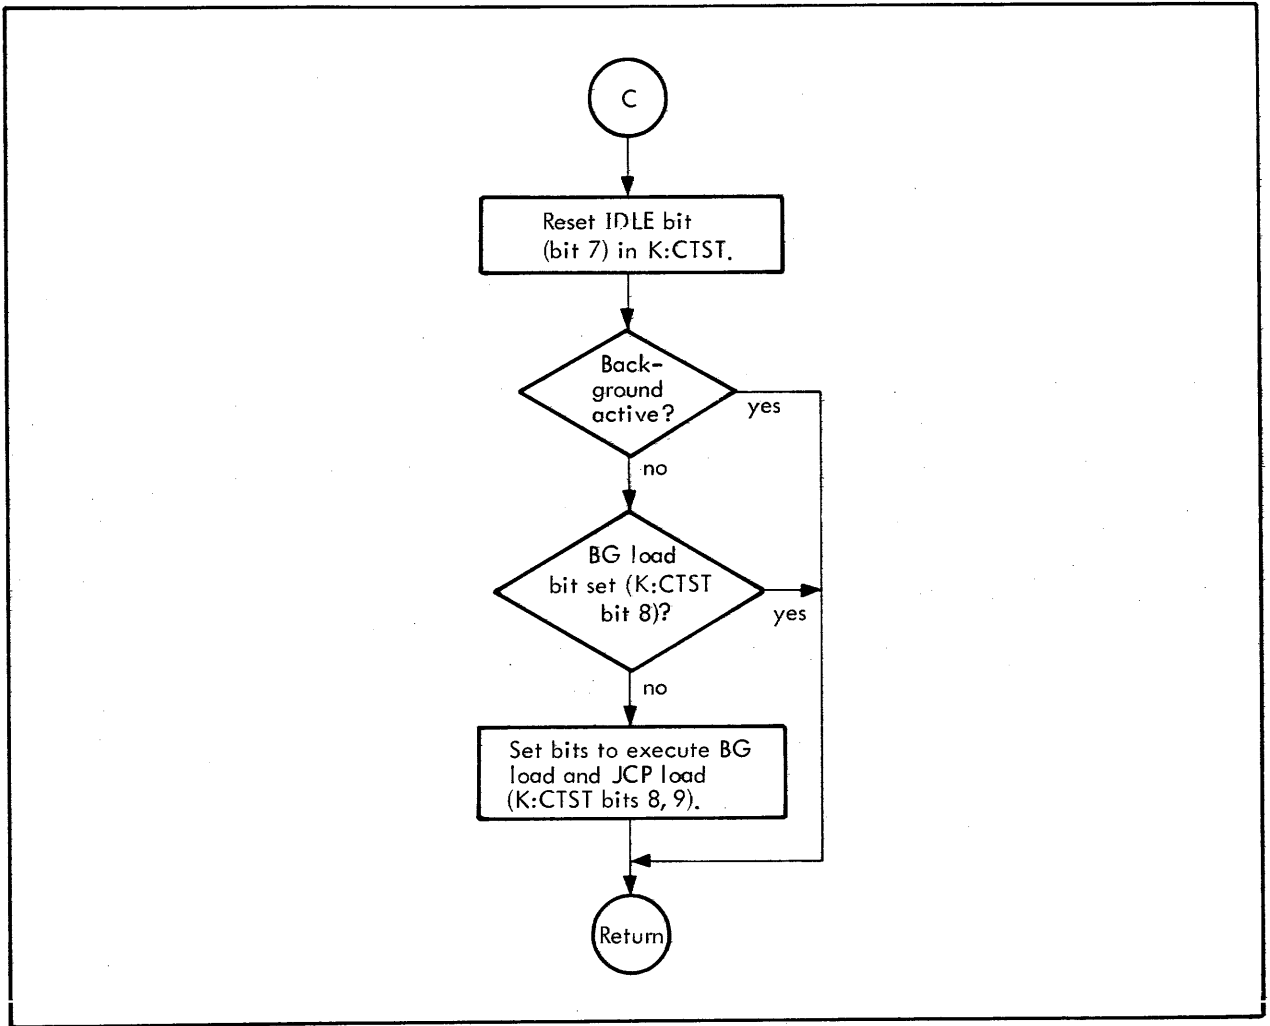 C
Reset IDLE bit
(bit 7) in K:CTST.
Back-
ground
active?
yes
no
BG load
bit set (K:CTST
bit 8)?
yes
no
Set bits to execute BG
load and JCP load
(K:CTST bits 8, 9).
Return